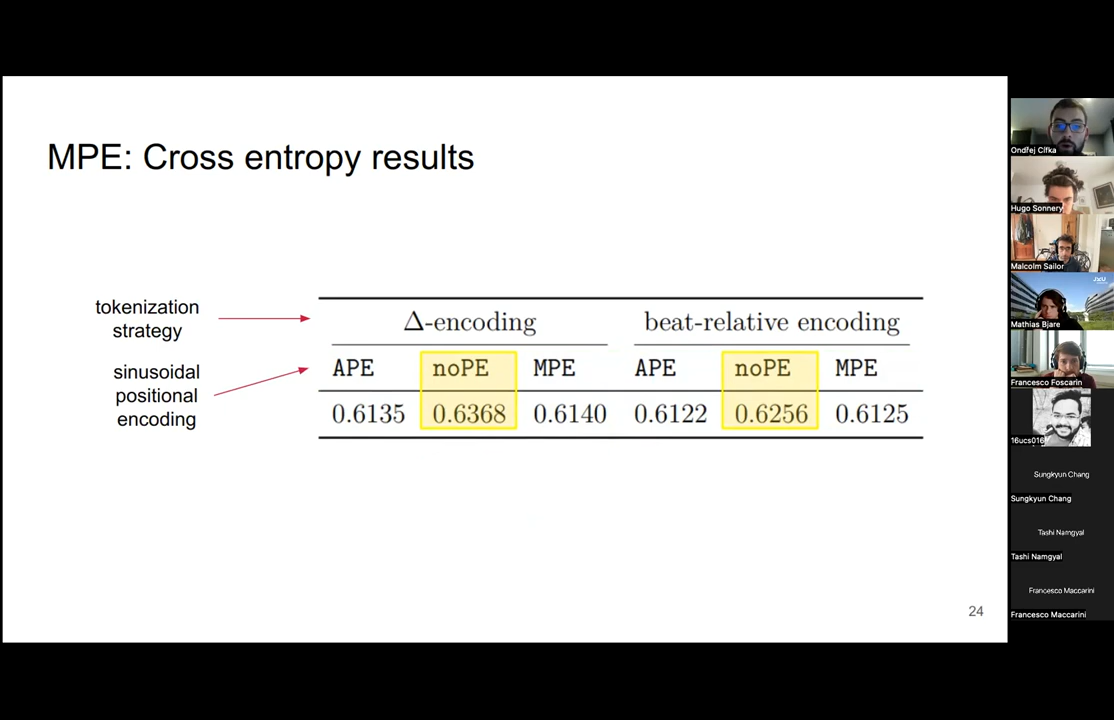 MPE: Cross entropy results
tokenization
strategy
sinusoidal
positional
encoding
Δ-encoding beat-relative encoding
APE noPE MPE APE noPE MPE
0.6135 0.6368 0.6140 0.6122 0.6256 0.6125
24
Ondřej Cífka
Hugo Sonnery
Malcolm Sailor
JKU
Mathias Bjare
Francesco Foscarin
16ucs016
Sungkyun Chang
Sungkyun Chang
Tashi Namgyal
Tashi Namgyal
Francesco Maccarini
Francesco Maccarini